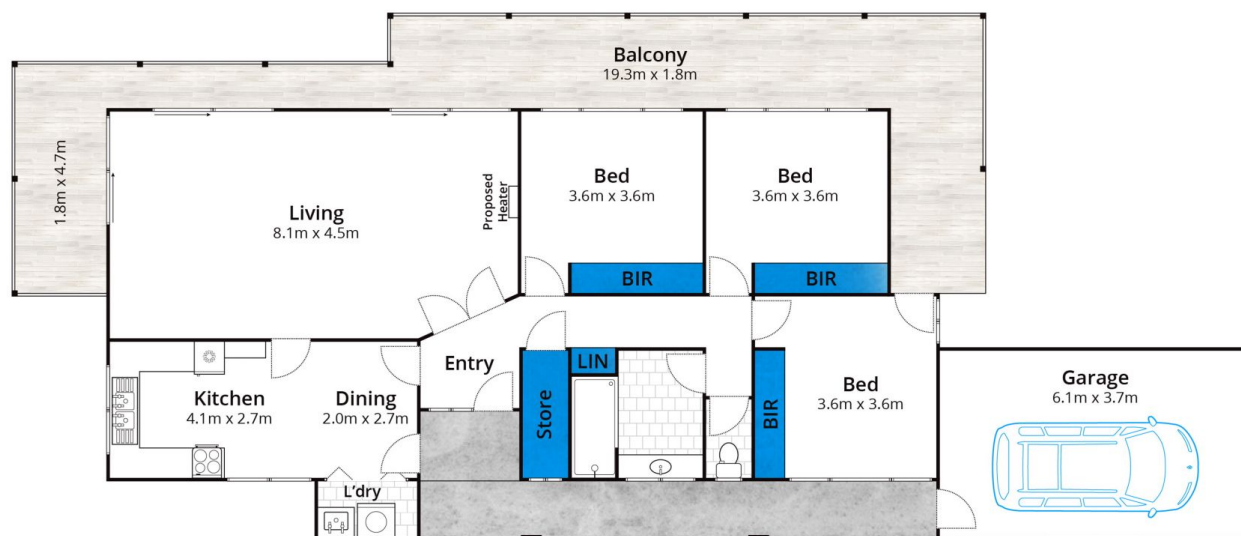 Balcony
19.3m x 1.8m
1.8m x 4.7m
Living
8.1m x 4.5m
Proposed
Heater
Bed
3.6m x 3.6m
BIR
Bed
3.6m x 3.6m
BIR
Kitchen
4.1m x 2.7m
Dining
2.0m x 2.7m
Entry
Store
LIN
BIR
Bed
3.6m x 3.6m
Garage
6.1m x 3.7m
L'dry